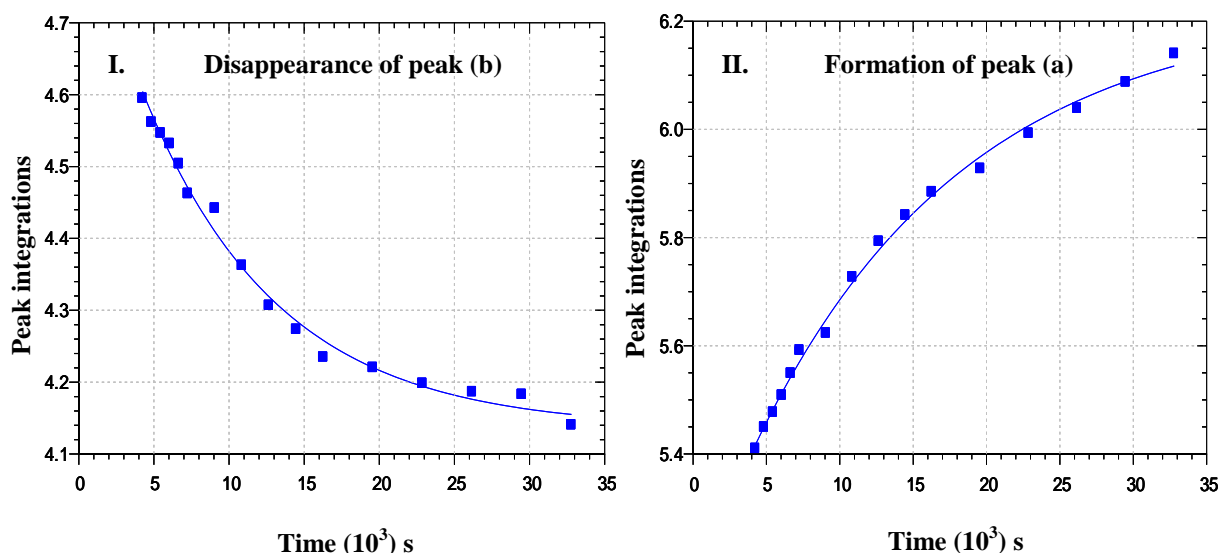 I. Disappearance of peak (b)
Peak integrations
4.7
4.6
4.5
4.4
4.3
4.2
4.1
0 5 10 15 20 25 30 35
Time (10³) s
II. Formation of peak (a)
Peak integrations
6.2
6.0
5.8
5.6
5.4
0 5 10 15 20 25 30 35
Time (10³) s